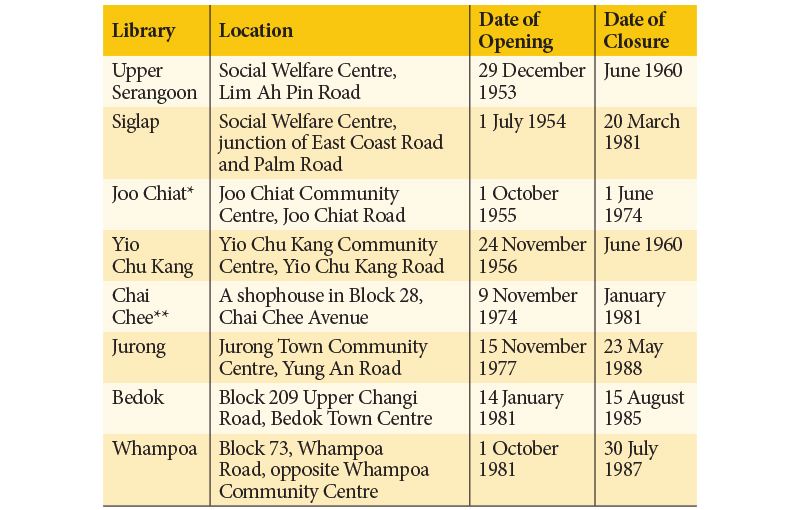 Library Location Date of Opening Date of Closure
Upper Serangoon Social Welfare Centre, Lim Ah Pin Road 29 December 1953 June 1960
Siglap Social Welfare Centre, junction of East Coast Road and Palm Road 1 July 1954 20 March 1981
Joo Chiat* Joo Chiat Community Centre, Joo Chiat Road 1 October 1955 1 June 1974
Yio Chu Kang Yio Chu Kang Community Centre, Yio Chu Kang Road 24 November 1956 June 1960
Chai Chee** A shophouse in Block 28, Chai Chee Avenue 9 November 1974 January 1981
Jurong Jurong Town Community Centre, Yung An Road 15 November 1977 23 May 1988
Bedok Block 209 Upper Changi Road, Bedok Town Centre 14 January 1981 15 August 1985
Whampoa Block 73, Whampoa Road, opposite Whampoa Community Centre 1 October 1981 30 July 1987